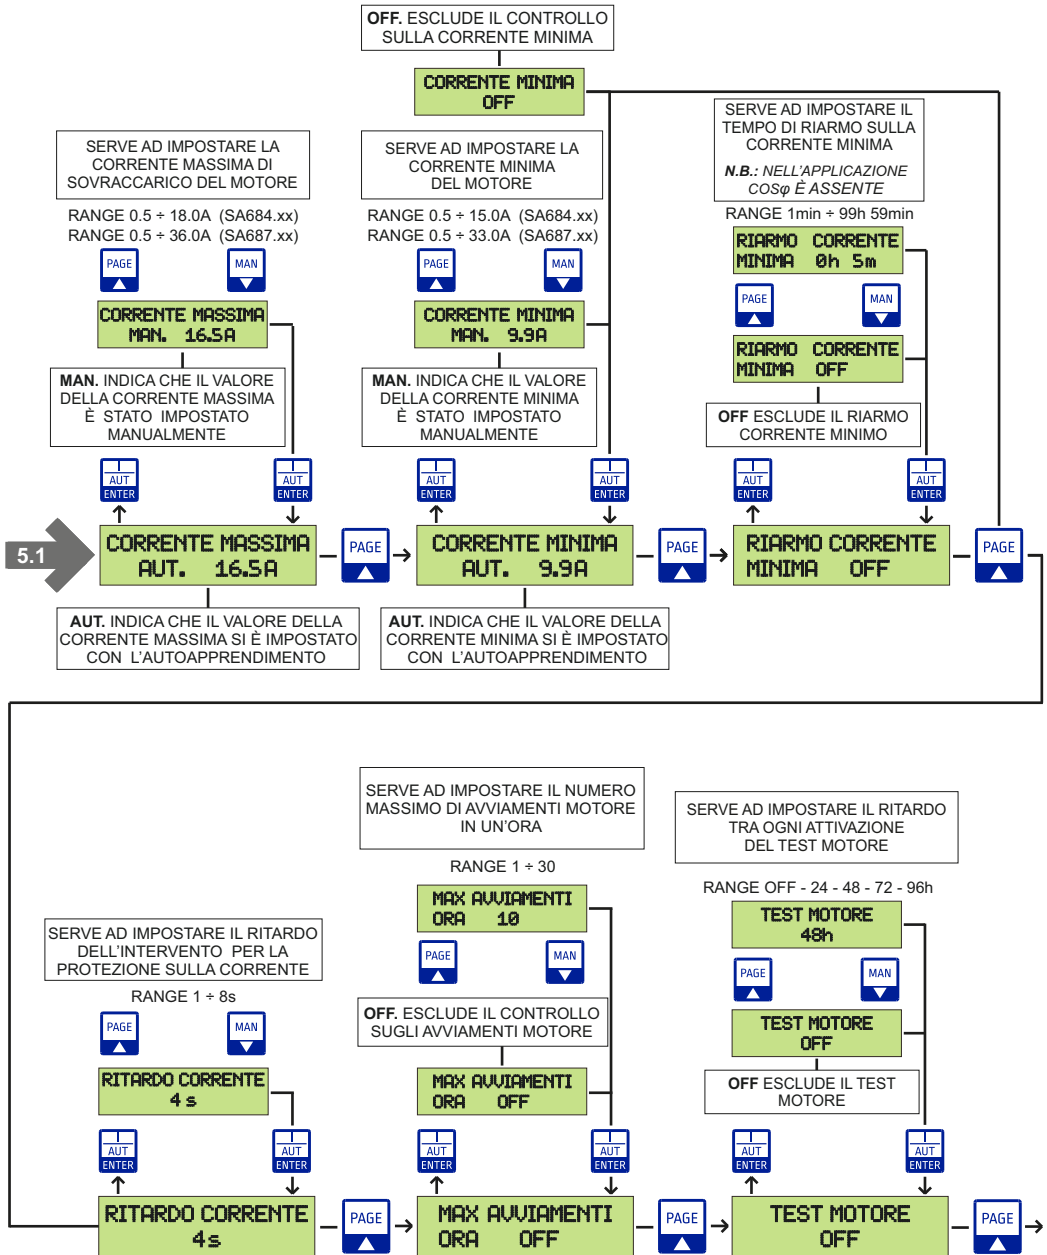 OFF. ESCLUDE IL CONTROLLO
SULLA CORRENTE MINIMA
CORRENTE MINIMA
OFF
SERVE AD IMPOSTARE LA
CORRENTE MASSIMA DI
SOVRACCARICO DEL MOTORE
RANGE 0.5 ÷ 18.0A (SA684.xx)
RANGE 0.5 ÷ 36.0A (SA687.xx)
PAGE
MAN
CORRENTE MASSIMA
MAN. 16.5A
MAN. INDICA CHE IL VALORE
DELLA CORRENTE MASSIMA
È STATO IMPOSTATO
MANUALMENTE
AUT
ENTER
AUT
ENTER
SERVE AD IMPOSTARE LA
CORRENTE MINIMA
DEL MOTORE
RANGE 0.5 ÷ 15.0A (SA684.xx)
RANGE 0.5 ÷ 33.0A (SA687.xx)
PAGE
MAN
CORRENTE MINIMA
MAN. 9.9A
MAN. INDICA CHE IL VALORE
DELLA CORRENTE MINIMA
È STATO IMPOSTATO
MANUALMENTE
AUT
ENTER
AUT
ENTER
SERVE AD IMPOSTARE IL
TEMPO DI RIARMO SULLA
CORRENTE MINIMA
N.B.: NELL'APPLICAZIONE
COSφ È ASSENTE
RANGE 1min ÷ 99h 59min
RIARMO CORRENTE
MINIMA 0h 5m
PAGE
MAN
RIARMO CORRENTE
MINIMA OFF
OFF ESCLUDE IL RIARMO
CORRENTE MINIMO
AUT
ENTER
AUT
ENTER
5.1
CORRENTE MASSIMA
AUT. 16.5A
PAGE
CORRENTE MINIMA
AUT. 9.9A
PAGE
RIARMO CORRENTE
MINIMA OFF
PAGE
AUT. INDICA CHE IL VALORE DELLA
CORRENTE MASSIMA SI È IMPOSTATO
CON L'AUTOAPPRENDIMENTO
AUT. INDICA CHE IL VALORE DELLA
CORRENTE MINIMA SI È IMPOSTATO
CON L'AUTOAPPRENDIMENTO
SERVE AD IMPOSTARE IL RITARDO
DELL'INTERVENTO PER LA
PROTEZIONE SULLA CORRENTE
RANGE 1 ÷ 8s
PAGE
MAN
RITARDO CORRENTE
4 s
AUT
ENTER
AUT
ENTER
SERVE AD IMPOSTARE IL NUMERO
MASSIMO DI AVVIAMENTI MOTORE
IN UN'ORA
RANGE 1 ÷ 30
MAX AVVIAMENTI
ORA 10
PAGE
MAN
OFF. ESCLUDE IL CONTROLLO
SUGLI AVVIAMENTI MOTORE
MAX AVVIAMENTI
ORA OFF
AUT
ENTER
AUT
ENTER
SERVE AD IMPOSTARE IL RITARDO
TRA OGNI ATTIVAZIONE
DEL TEST MOTORE
RANGE OFF - 24 - 48 - 72 - 96h
TEST MOTORE
48h
PAGE
MAN
TEST MOTORE
OFF
OFF ESCLUDE IL TEST
MOTORE
AUT
ENTER
AUT
ENTER
RITARDO CORRENTE
4s
PAGE
MAX AVVIAMENTI
ORA OFF
PAGE
TEST MOTORE
OFF
PAGE